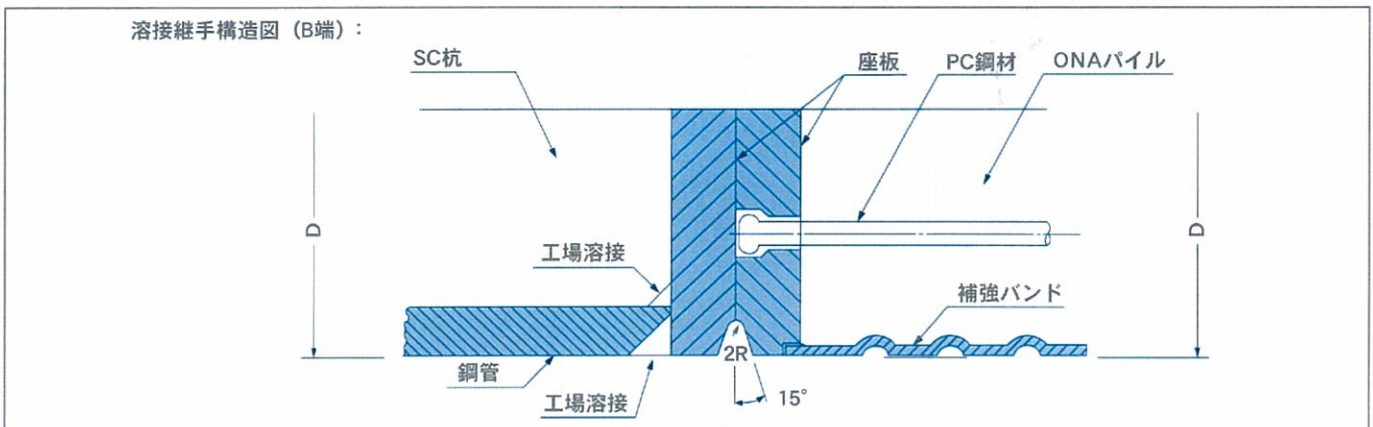 溶接継手構造図（B端）：
SC杭
座板
PC鋼材
ONAパイル
D
D
工場溶接
補強バンド
鋼管
2R
工場溶接
15°